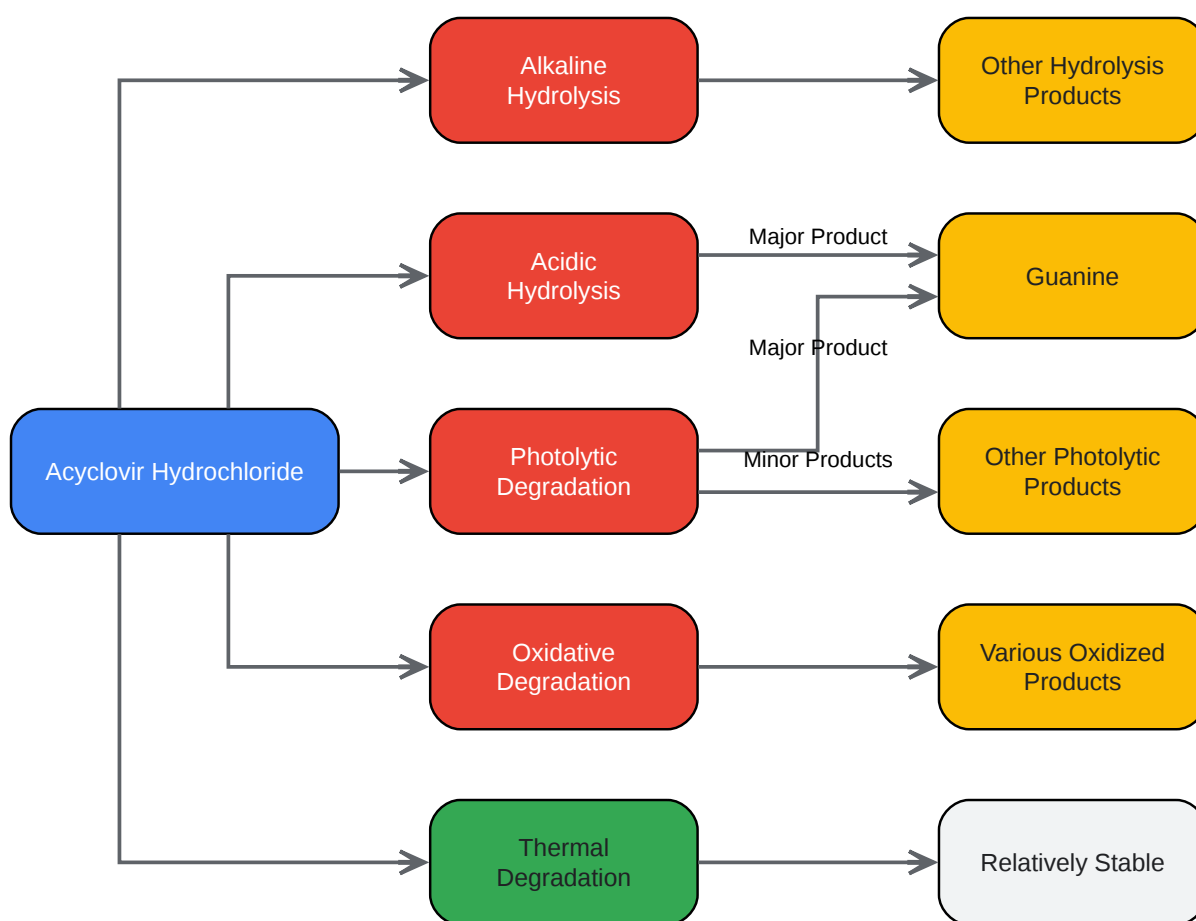 Alkaline
Hydrolysis
Other Hydrolysis
Products
Acidic
Hydrolysis
Major Product
Guanine
Major Product
Acyclovir Hydrochloride
Photolytic
Degradation
Minor Products
Other Photolytic
Products
Oxidative
Degradation
Various Oxidized
Products
Thermal
Degradation
Relatively Stable